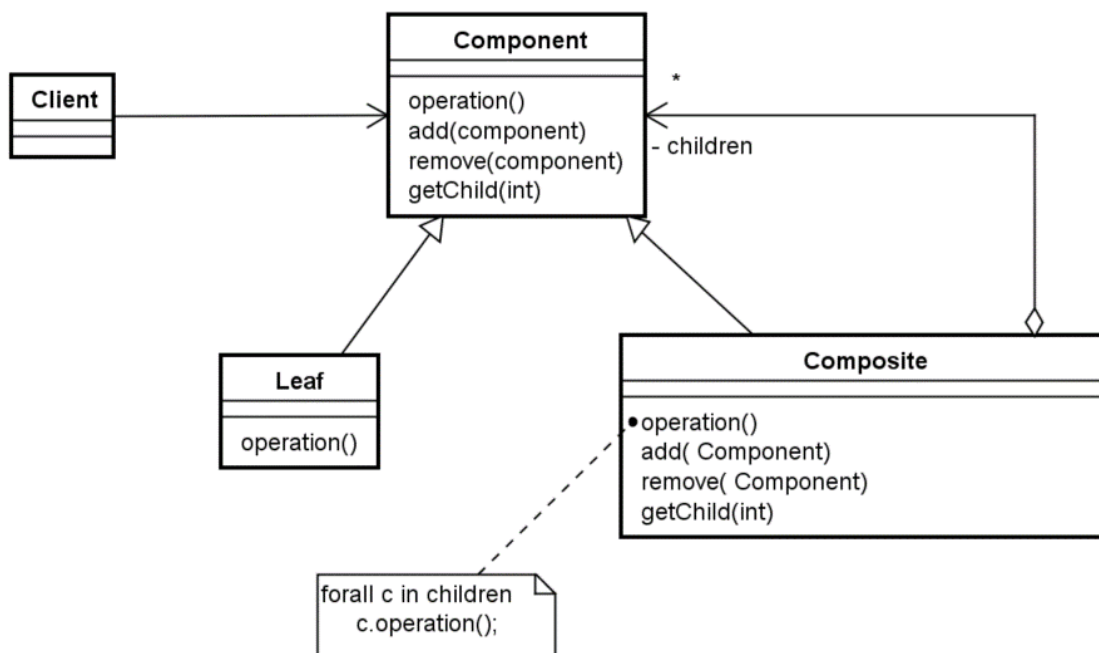 Component
operation()
add(component)
remove(component)
getChild(int)
Client
*
- children
Leaf
operation()
Composite
operation()
add( Component)
remove( Component)
getChild(int)
forall c in children
c.operation();